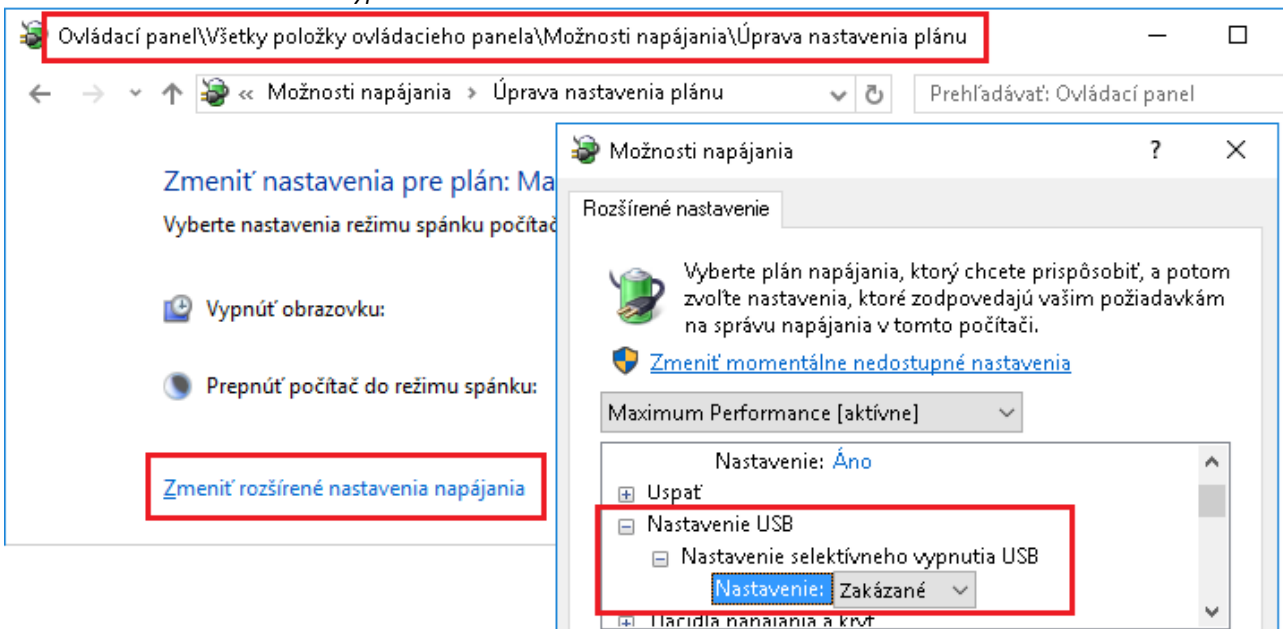 Ovládací panel\Všetky položky ovládacieho panela\Možnosti napájania\Úprava nastavenia plánu
« Možnosti napájania › Úprava nastavenia plánu
Prehľadávať: Ovládací panel
Zmeniť nastavenia pre plán: Ma
Vyberte nastavenia režimu spánku počítač
Vypnúť obrazovku:
Prepnúť počítač do režimu spánku:
Zmeniť rozšírené nastavenia napájania
Možnosti napájania
?
Rozšírené nastavenie
Vyberte plán napájania, ktorý chcete prispôsobiť, a potom
zvoľte nastavenia, ktoré zodpovedajú vašim požiadavkám
na správu napájania v tomto počítači.
Zmeniť momentálne nedostupné nastavenia
Maximum Performance [aktívne]
Nastavenie: Áno
Uspať
Nastavenie USB
Nastavenie selektívneho vypnutia USB
Nastavenie: Zakázané